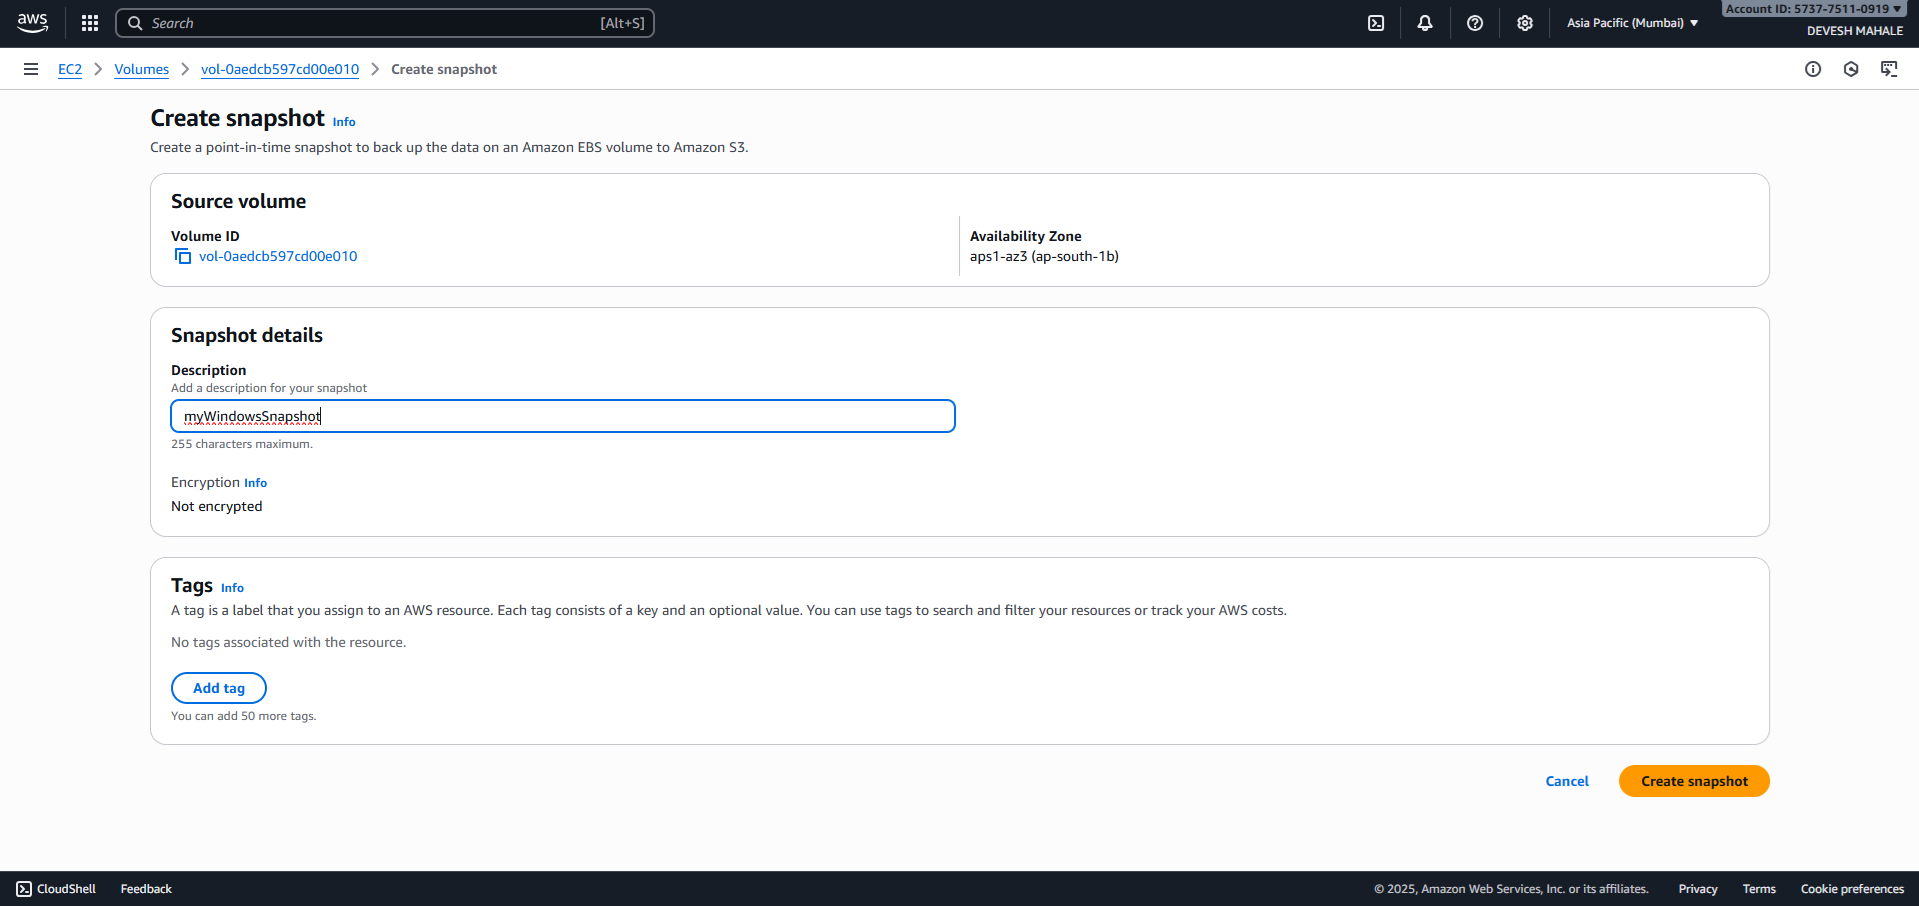 aws
Search [Alt+S]
Asia Pacific (Mumbai)
Account ID: 5737-7511-0919
DEVESH MAHALE
EC2 Volumes vol-0aedcb597cd00e010 Create snapshot
Create snapshot Info
Create a point-in-time snapshot to back up the data on an Amazon EBS volume to Amazon S3.
Source volume
Volume ID
vol-0aedcb597cd00e010
Availability Zone
aps1-az3 (ap-south-1b)
Snapshot details
Description
Add a description for your snapshot
myWindowsSnapshot
255 characters maximum.
Encryption Info
Not encrypted
Tags Info
A tag is a label that you assign to an AWS resource. Each tag consists of a key and an optional value. You can use tags to search and filter your resources or track your AWS costs.
No tags associated with the resource.
Add tag
You can add 50 more tags.
Cancel Create snapshot
CloudShell Feedback © 2025, Amazon Web Services, Inc. or its affiliates. Privacy Terms Cookie preferences